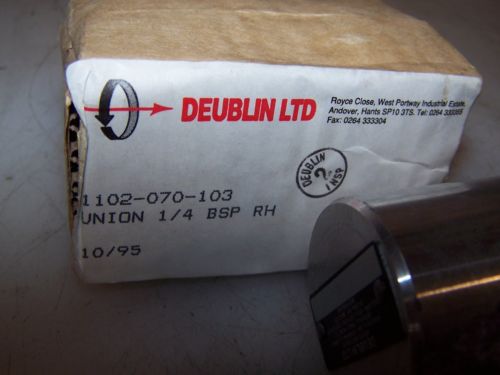 DEUBLIN LTD
Royce Close, West Portway Industrial Estate,
Andover, Hants SP10 3TS. Tel: 0264 333355
Fax: 0264 333304
DEUBLIN
?
INSP
1102-070-103
UNION 1/4 BSP RH
10/95